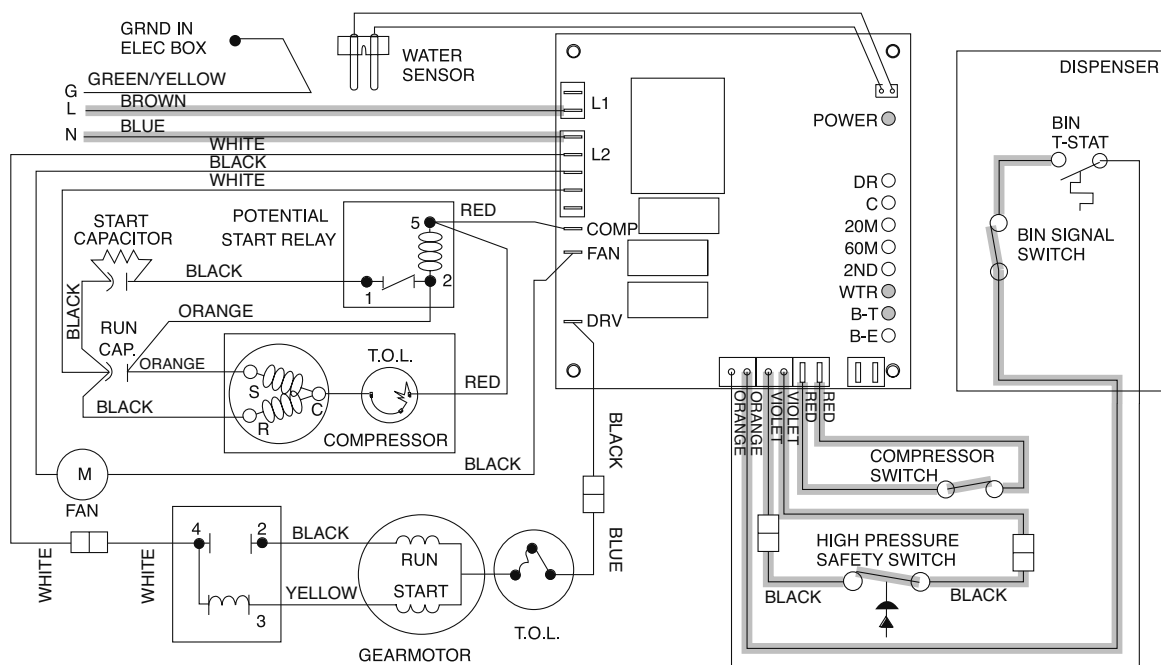 GRND IN
ELEC BOX
GREEN/YELLOW
G
L
BROWN
N
BLUE
WHITE
BLACK
WHITE
WATER
SENSOR
L1
L2
COMP
FAN
DRV
POWER
DR
C
20M
60M
2ND
WTR
B-T
B-E
DISPENSER
BIN
T-STAT
BIN SIGNAL
SWITCH
START
CAPACITOR
POTENTIAL
START RELAY
5
RED
BLACK
1
2
ORANGE
BLACK
RUN
CAP.
ORANGE
BLACK
S
R
C
T.O.L.
COMPRESSOR
RED
M
FAN
BLACK
BLACK
BLUE
ORANGE
ORANGE
VIOLET
VIOLET
RED
RED
COMPRESSOR
SWITCH
HIGH PRESSURE
SAFETY SWITCH
BLACK
BLACK
WHITE
WHITE
4
2
3
BLACK
YELLOW
RUN
START
GEARMOTOR
T.O.L.